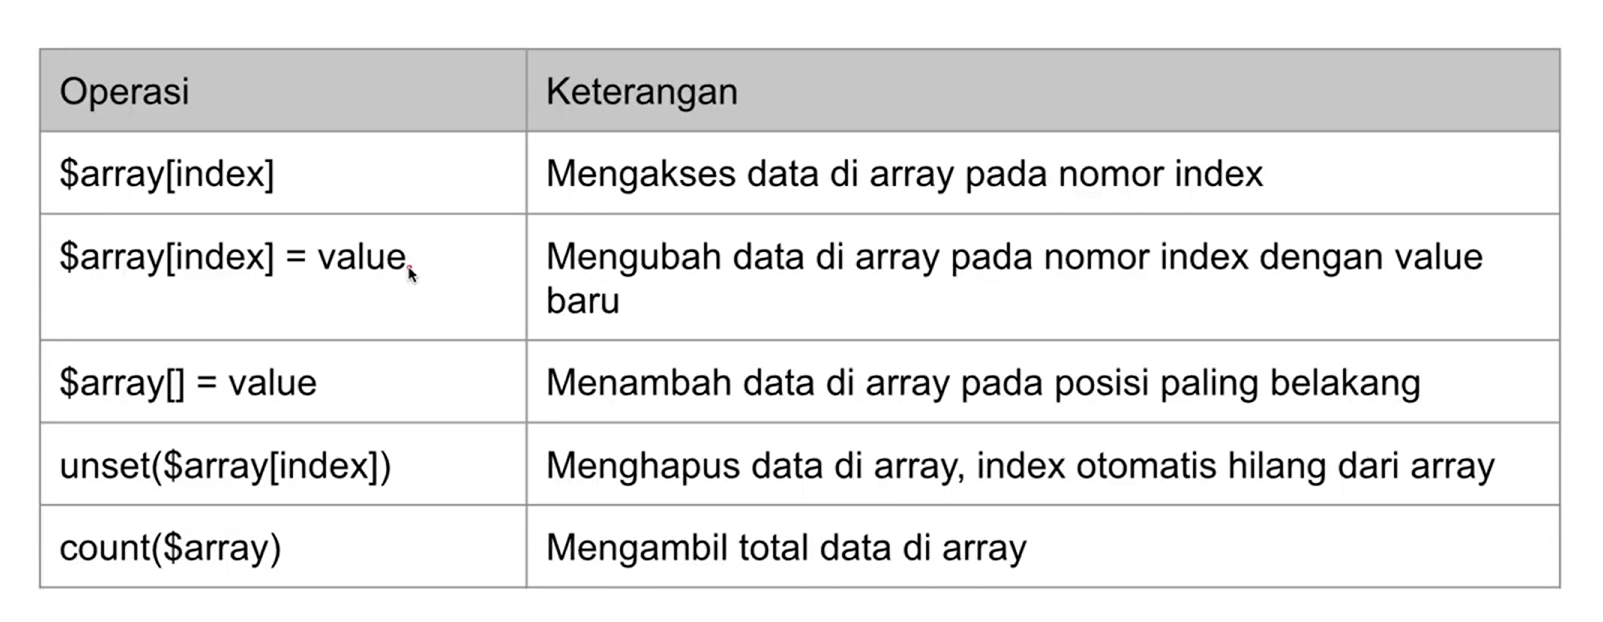 Operasi
Keterangan
$array[index]
Mengakses data di array pada nomor index
$array[index] = value
Mengubah data di array pada nomor index dengan value
baru
$array[] = value
Menambah data di array pada posisi paling belakang
unset($array[index])
Menghapus data di array, index otomatis hilang dari array
count($array)
Mengambil total data di array